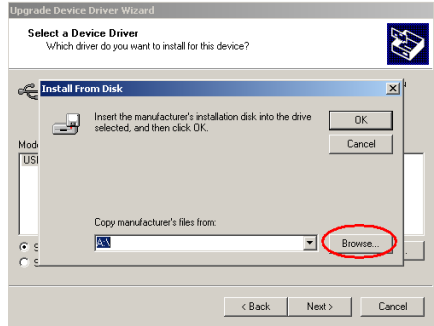 Upgrade Device Driver Wizard
Select a Device Driver
Which driver do you want to install for this device?
Install From Disk
Insert the manufacturer's installation disk into the drive
selected, and then click OK.
OK
Cancel
Copy manufacturer's files from:
A:\
Browse...
< Back
Next >
Cancel